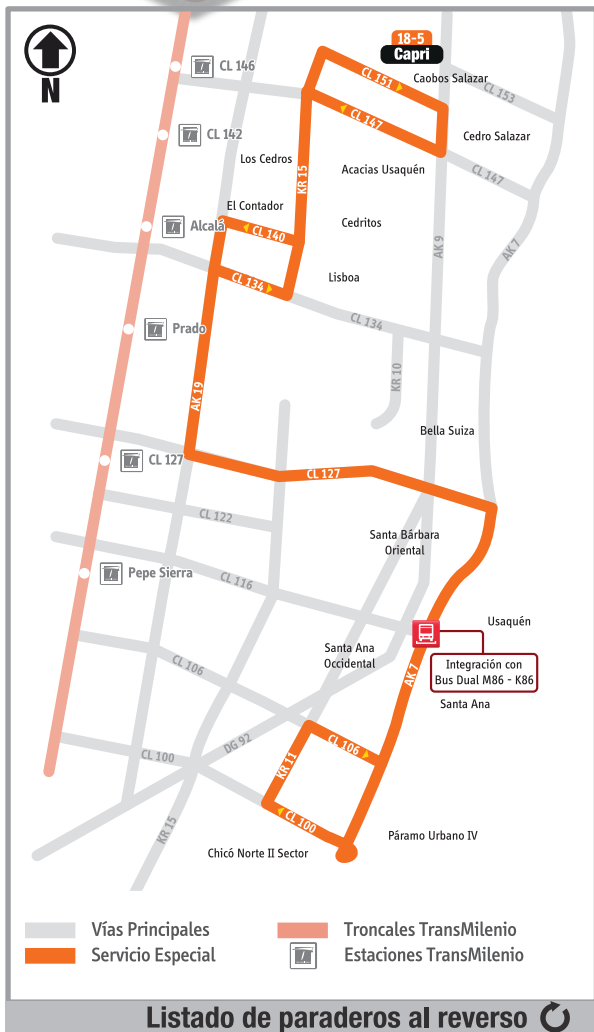 18-5
Capri
N
CL 146
CL 151
Caobos Salazar
CL 153
CL 142
CL 147
Cedro Salazar
Los Cedros
Acacias Usaquén
CL 147
KR 15
El Contador
Alcalá
CL 140
Cedritos
AK 9
AK 7
CL 134
Lisboa
CL 134
Prado
KR 10
AK 19
Bella Suiza
CL 127
CL 127
CL 122
Santa Bárbara
Oriental
Pepe Sierra
CL 116
Usaquén
Santa Ana
Occidental
Integración con
Bus Dual M86 - K86
CL 106
AK 7
Santa Ana
DG 92
CL 106
CL 100
KR 11
CL 100
KR 15
Páramo Urbano IV
Chicó Norte II Sector
Vías Principales
Troncales TransMilenio
Servicio Especial
Estaciones TransMilenio
Listado de paraderos al reverso